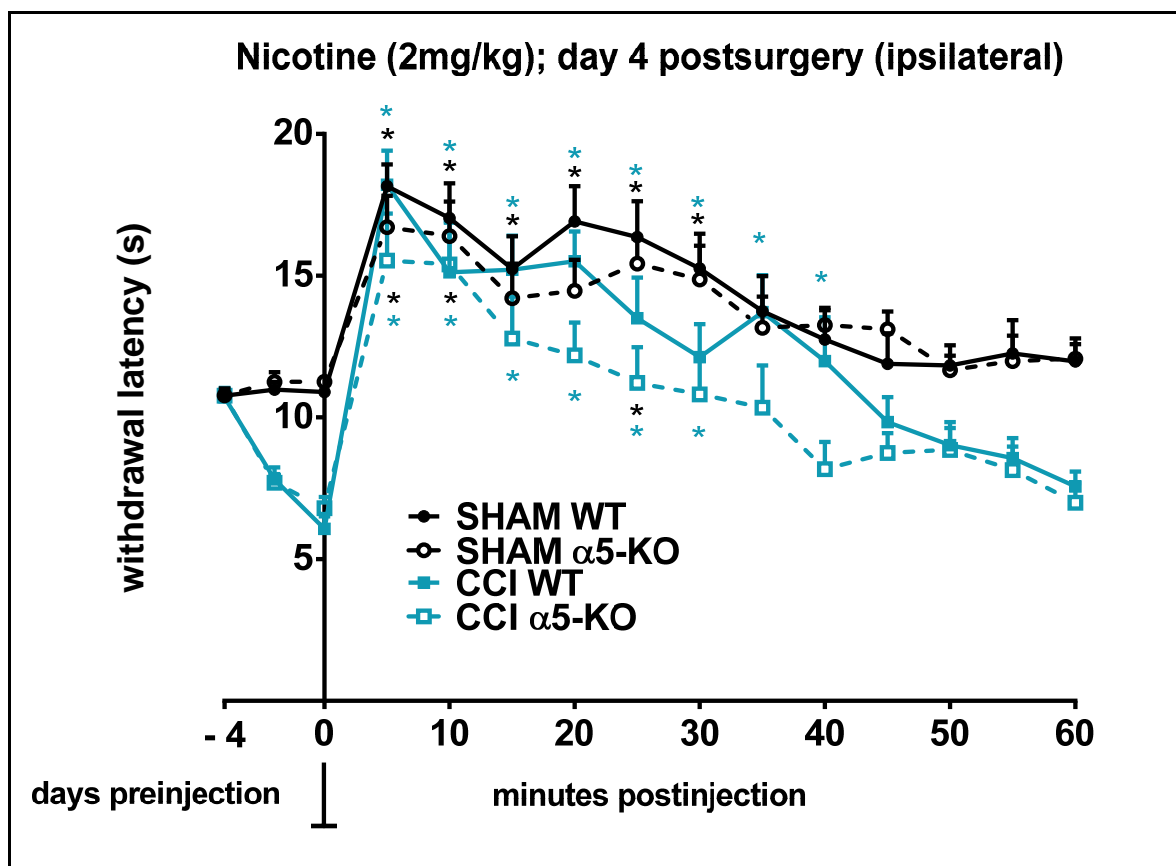 Nicotine (2mg/kg); day 4 postsurgery (ipsilateral)
withdrawal latency (s)
20
15
10
5
* *
* *
* *
* *
* *
* *
*
*
* *
* *
*
*
* *
*
SHAM WT
SHAM α5-KO
CCI WT
CCI α5-KO
- 4 0 10 20 30 40 50 60
days preinjection
minutes postinjection